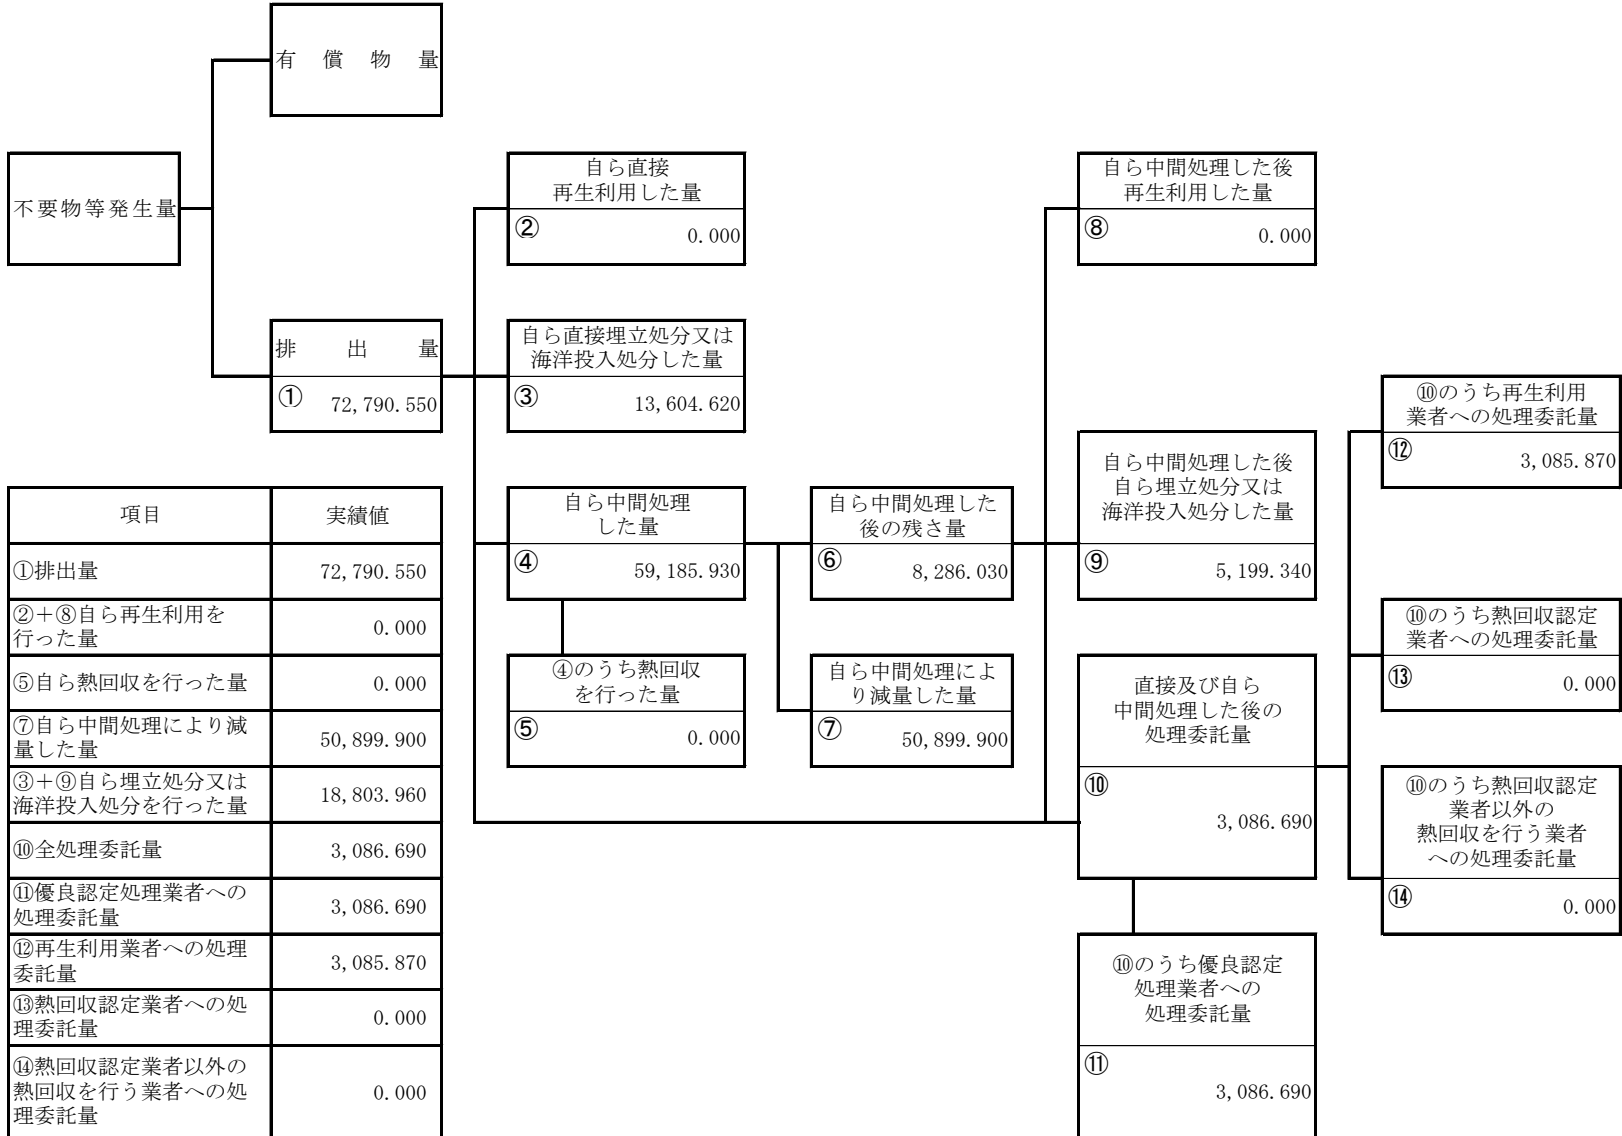 有償物量
不要物等発生量
排出量
① 72,790.550
自ら直接
再生利用した量
② 0.000
自ら直接埋立処分又は
海洋投入処分した量
③ 13,604.620
自ら中間処理
した量
④ 59,185.930
④のうち熱回収
を行った量
⑤ 0.000
自ら中間処理した
後の残さ量
⑥ 8,286.030
自ら中間処理によ
り減量した量
⑦ 50,899.900
自ら中間処理した後
再生利用した量
⑧ 0.000
自ら中間処理した後
自ら埋立処分又は
海洋投入処分した量
⑨ 5,199.340
直接及び自ら
中間処理した後の
処理委託量
⑩
3,086.690
⑩のうち優良認定
処理業者への
処理委託量
⑪
3,086.690
⑩のうち再生利用
業者への処理委託量
⑫ 3,085.870
⑩のうち熱回収認定
業者への処理委託量
⑬ 0.000
⑩のうち熱回収認定
業者以外の
熱回収を行う業者
への処理委託量
⑭ 0.000
項目 実績値
①排出量 72,790.550
②+⑧自ら再生利用を
行った量 0.000
⑤自ら熱回収を行った量 0.000
⑦自ら中間処理により減
量した量 50,899.900
③+⑨自ら埋立処分又は
海洋投入処分を行った量 18,803.960
⑩全処理委託量 3,086.690
⑪優良認定処理業者への
処理委託量 3,086.690
⑫再生利用業者への処理
委託量 3,085.870
⑬熱回収認定業者への処
理委託量 0.000
⑭熱回収認定業者以外の
熱回収を行う業者への処
理委託量 0.000